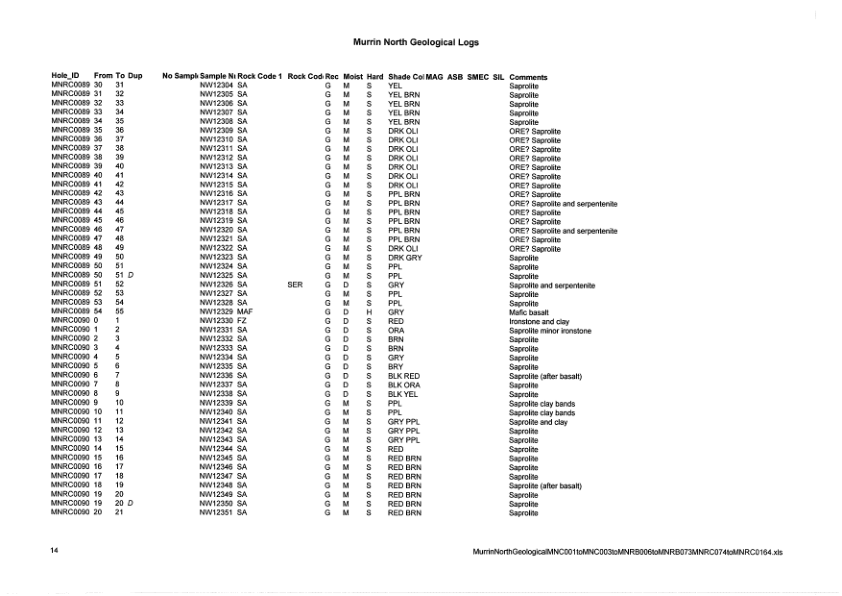 Murrin North Geological Logs
Hole_ID From To Dup No Sampl Sample N Rock Code 1 Rock Cod Rec Moist Hard Shade Col MAG ASB SMEC SIL Comments
MNRC0089 30 31 NW12304 SA G M S YEL Saprolite
MNRC0089 31 32 NW12305 SA G M S YEL BRN Saprolite
MNRC0089 32 33 NW12306 SA G M S YEL BRN Saprolite
MNRC0089 33 34 NW12307 SA G M S YEL BRN Saprolite
MNRC0089 34 35 NW12308 SA G M S YEL BRN Saprolite
MNRC0089 35 36 NW12309 SA G M S DRK OLI ORE? Saprolite
MNRC0089 36 37 NW12310 SA G M S DRK OLI ORE? Saprolite
MNRC0089 37 38 NW12311 SA G M S DRK OLI ORE? Saprolite
MNRC0089 38 39 NW12312 SA G M S DRK OLI ORE? Saprolite
MNRC0089 39 40 NW12313 SA G M S DRK OLI ORE? Saprolite
MNRC0089 40 41 NW12314 SA G M S DRK OLI ORE? Saprolite
MNRC0089 41 42 NW12315 SA G M S DRK OLI ORE? Saprolite
MNRC0089 42 43 NW12316 SA G M S PPL BRN ORE? Saprolite
MNRC0089 43 44 NW12317 SA G M S PPL BRN ORE? Saprolite and serpentenite
MNRC0089 44 45 NW12318 SA G M S PPL BRN ORE? Saprolite
MNRC0089 45 46 NW12319 SA G M S PPL BRN ORE? Saprolite
MNRC0089 46 47 NW12320 SA G M S PPL BRN ORE? Saprolite and serpentenite
MNRC0089 47 48 NW12321 SA G M S PPL BRN ORE? Saprolite
MNRC0089 48 49 NW12322 SA G M S DRK OLI ORE? Saprolite
MNRC0089 49 50 NW12323 SA G M S DRK GRY Saprolite
MNRC0089 50 51 NW12324 SA G M S PPL Saprolite
MNRC0089 50 51 D NW12325 SA G M S PPL Saprolite
MNRC0089 51 52 NW12326 SA SER G D S GRY Saprolite and serpentenite
MNRC0089 52 53 NW12327 SA G M S PPL Saprolite
MNRC0089 53 54 NW12328 SA G M S PPL Saprolite
MNRC0089 54 55 NW12329 MAF G D H GRY Mafic basalt
MNRC0090 0 1 NW12330 FZ G D S RED Ironstone and clay
MNRC0090 1 2 NW12331 SA G D S ORA Saprolite minor ironstone
MNRC0090 2 3 NW12332 SA G D S BRN Saprolite
MNRC0090 3 4 NW12333 SA G D S BRN Saprolite
MNRC0090 4 5 NW12334 SA G D S GRY Saprolite
MNRC0090 5 6 NW12335 SA G D S BRY Saprolite
MNRC0090 6 7 NW12336 SA G D S BLK RED Saprolite (after basalt)
MNRC0090 7 8 NW12337 SA G D S BLK ORA Saprolite
MNRC0090 8 9 NW12338 SA G D S BLK YEL Saprolite
MNRC0090 9 10 NW12339 SA G M S PPL Saprolite clay bands
MNRC0090 10 11 NW12340 SA G M S PPL Saprolite clay bands
MNRC0090 11 12 NW12341 SA G M S GRY PPL Saprolite and clay
MNRC0090 12 13 NW12342 SA G M S GRY PPL Saprolite
MNRC0090 13 14 NW12343 SA G M S GRY PPL Saprolite
MNRC0090 14 15 NW12344 SA G M S RED Saprolite
MNRC0090 15 16 NW12345 SA G M S RED BRN Saprolite
MNRC0090 16 17 NW12346 SA G M S RED BRN Saprolite
MNRC0090 17 18 NW12347 SA G M S RED BRN Saprolite
MNRC0090 18 19 NW12348 SA G M S RED BRN Saprolite (after basalt)
MNRC0090 19 20 NW12349 SA G M S RED BRN Saprolite
MNRC0090 19 20 D NW12350 SA G M S RED BRN Saprolite
MNRC0090 20 21 NW12351 SA G M S RED BRN Saprolite
14 MurrinNorthGeologicalMNC001toMNC003toMNRB006toMNRB073MNRC074toMNRC0164.xls